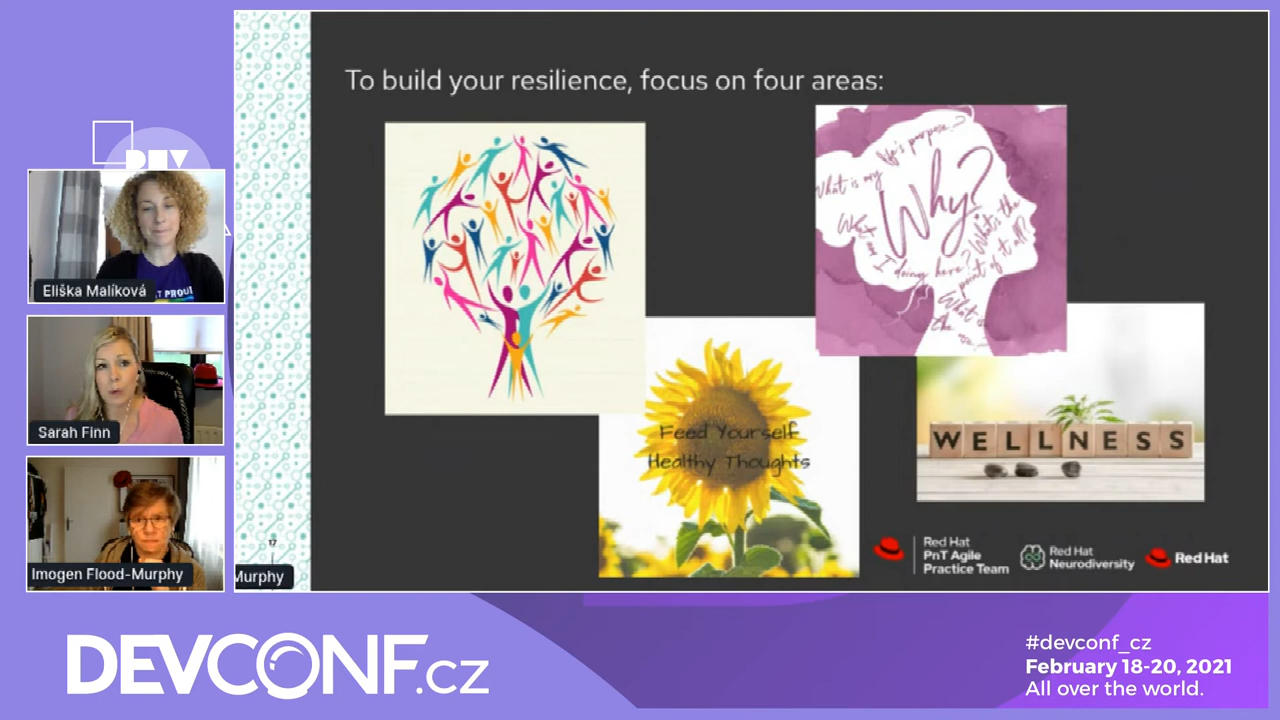 To build your resilience, focus on four areas:
DEV
Eliška Malíková
T PROU
Sarah Finn
Imogen Flood-Murphy
Murphy
17
What is my life's purpose?
Why?
What am I doing here?
What's the point of it all?
Feed Yourself
Healthy Thoughts
WELLNESS
Red Hat
PnT Agile
Practice Team
Red Hat
Neurodiversity
Red Hat
DEVCONF.cz
#devconf_cz
February 18-20, 2021
All over the world.